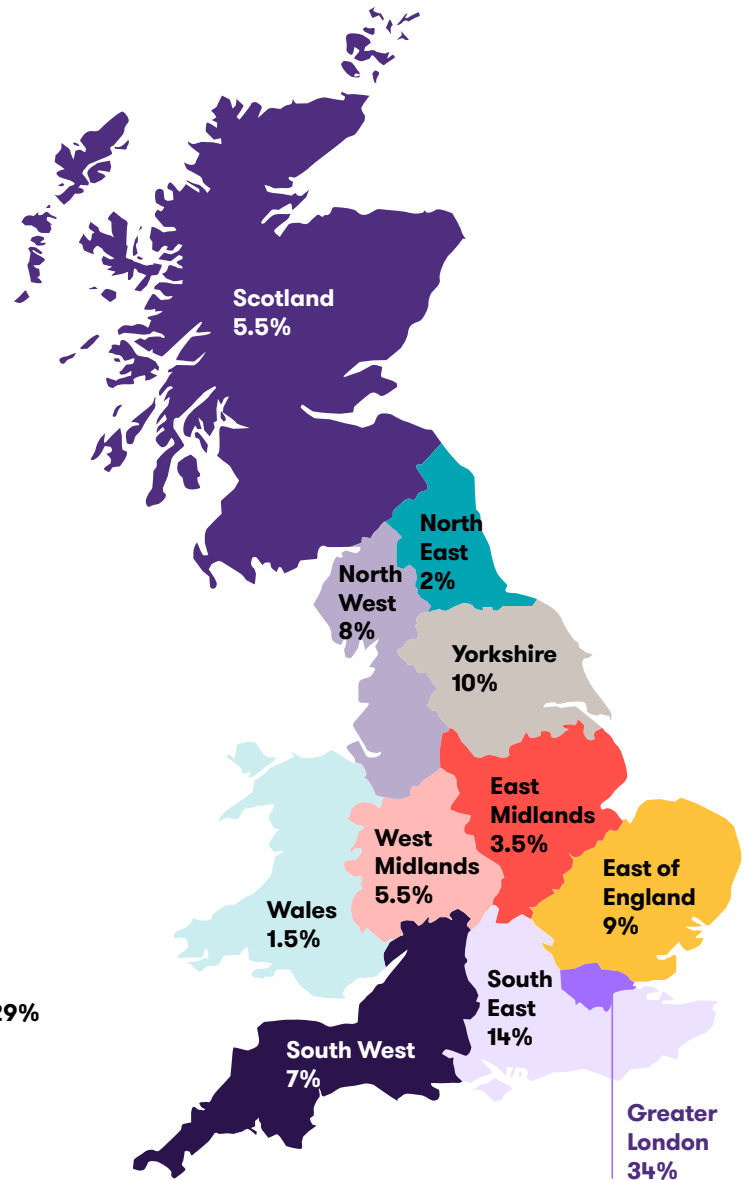 Scotland
5.5%
North
East
2%
North
West
8%
Yorkshire
10%
East
Midlands
3.5%
West
Midlands
5.5%
East of
England
9%
Wales
1.5%
South
East
14%
29%
South West
7%
Greater
London
34%